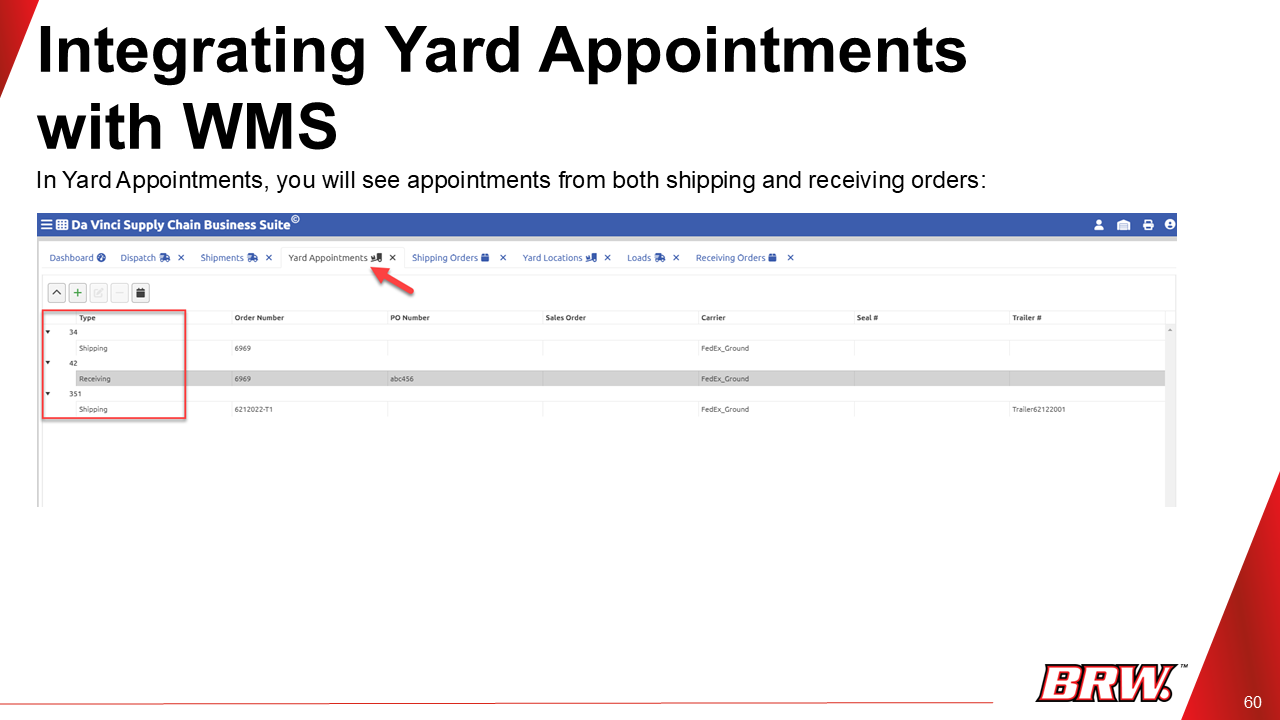 Integrating Yard Appointments
with WMS
In Yard Appointments, you will see appointments from both shipping and receiving orders:
Da Vinci Supply Chain Business Suite©
Dashboard Dispatch Shipments Yard Appointments Shipping Orders Yard Locations Loads Receiving Orders
Type Order Number PO Number Sales Order Carrier Seal # Trailer #
34
Shipping 6969 FedEx_Ground
42
Receiving 6969 abc456 FedEx_Ground
351
Shipping 6212022-T1 FedEx_Ground Trailer62122001
BRW.™
60